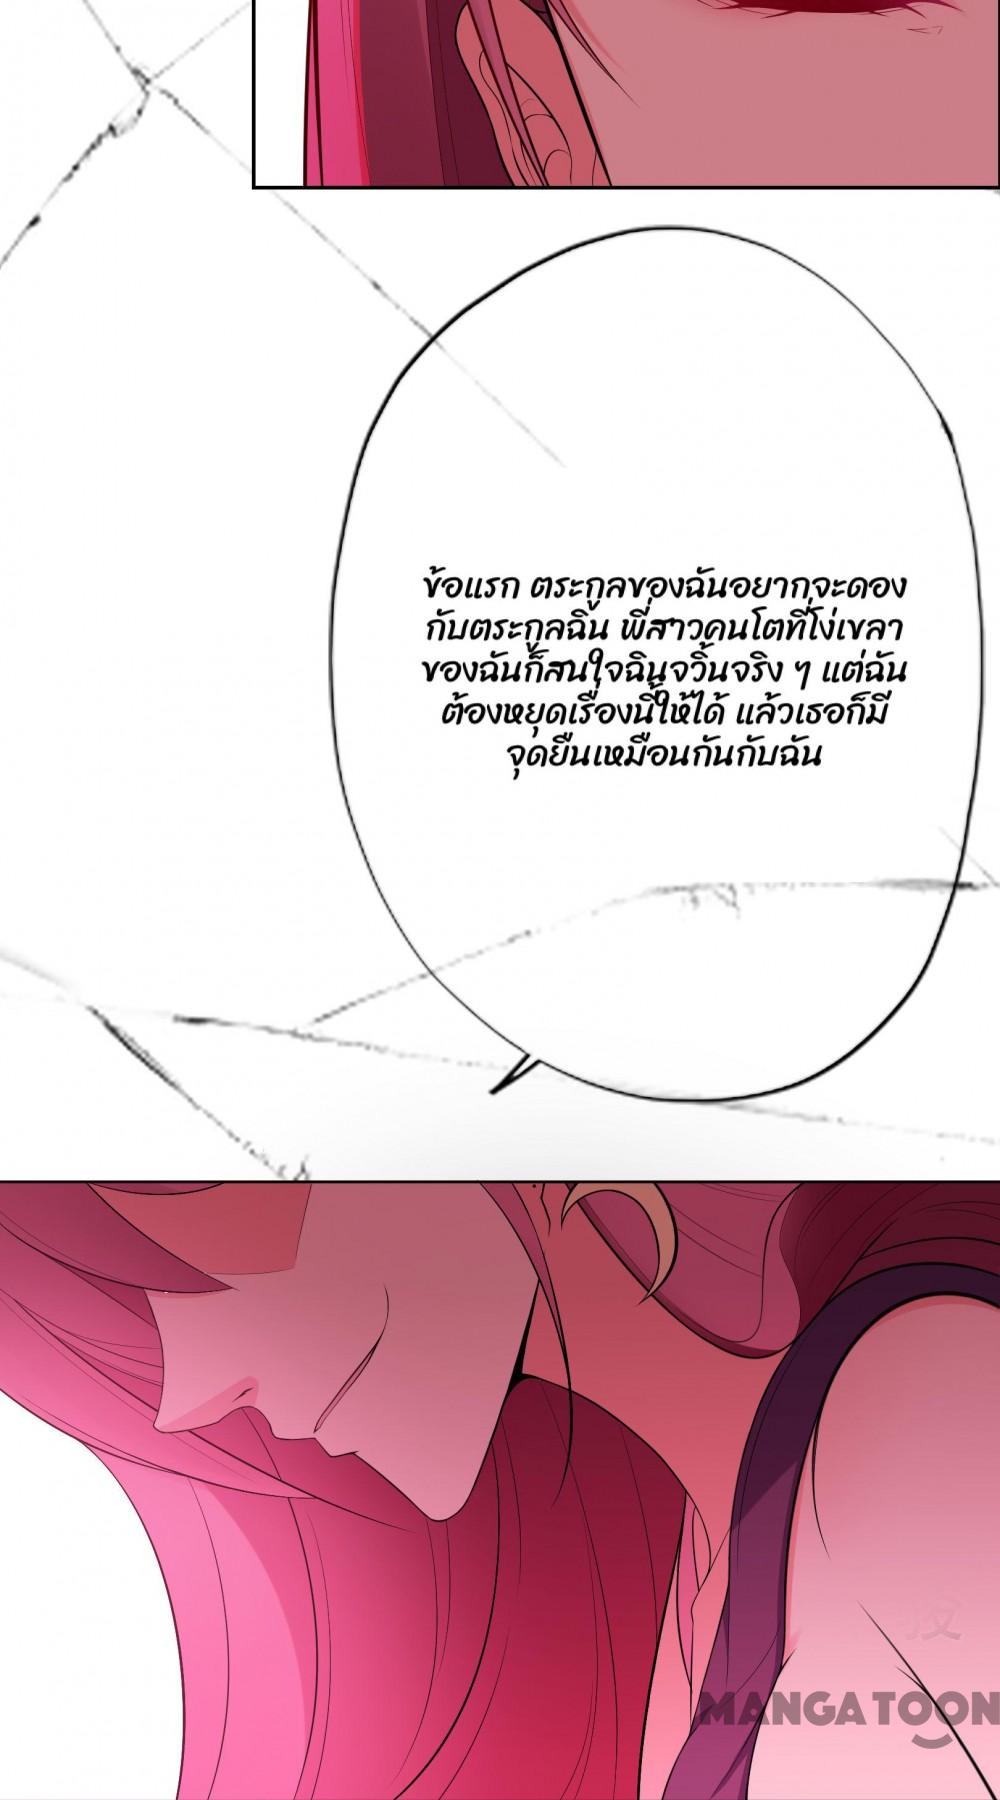 ข้อแรก ตระกูลของฉันอยากจะดอง
กับตระกูลฉิน พี่สาวคนโตที่โง่เขลา
ของฉันก็สนใจฉินจวิ้นจริง ๆ แต่ฉัน
ต้องหยุดเรื่องนี้ให้ได้ แล้วเธอก็มี
จุดยืนเหมือนกันกับฉัน
MANGATOON